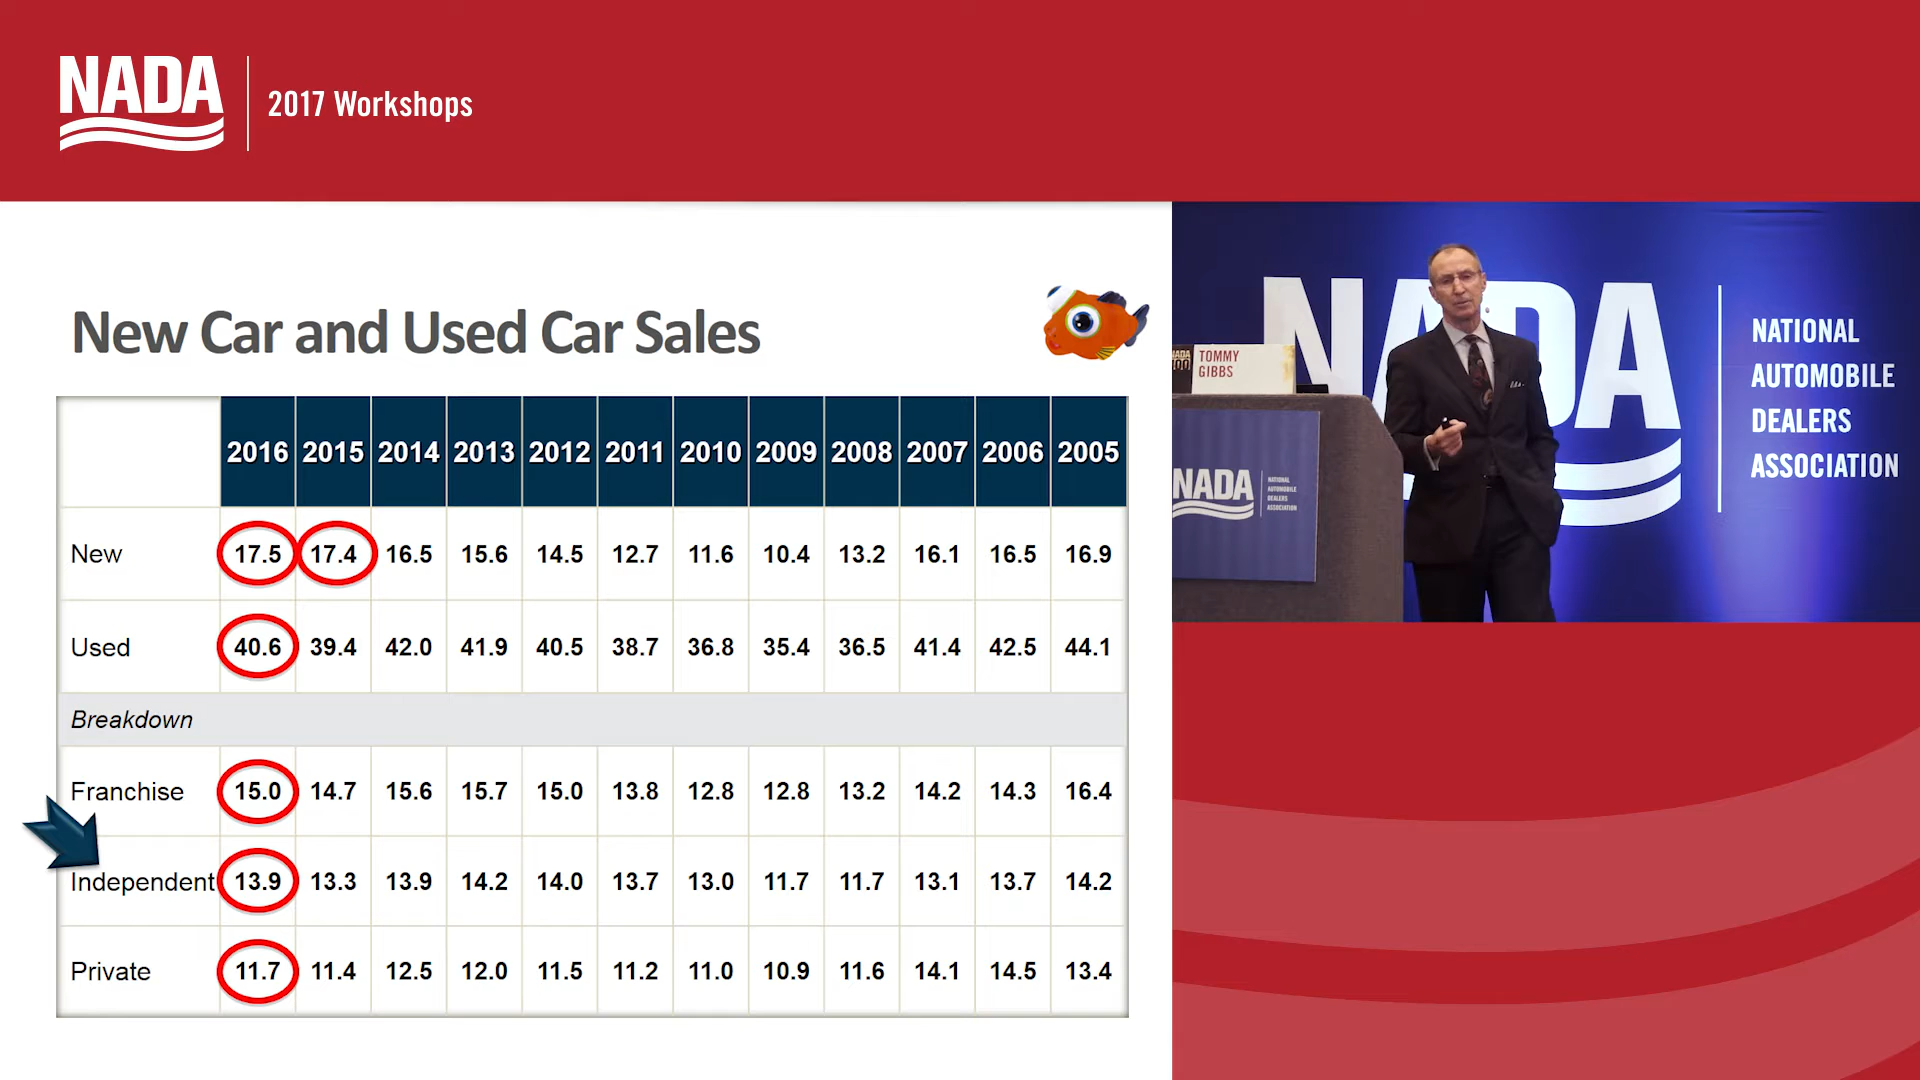 NADA
2017 Workshops
New Car and Used Car Sales
2016 2015 2014 2013 2012 2011 2010 2009 2008 2007 2006 2005
New 17.5 17.4 16.5 15.6 14.5 12.7 11.6 10.4 13.2 16.1 16.5 16.9
Used 40.6 39.4 42.0 41.9 40.5 38.7 36.8 35.4 36.5 41.4 42.5 44.1
Breakdown
Franchise 15.0 14.7 15.6 15.7 15.0 13.8 12.8 12.8 13.2 14.2 14.3 16.4
Independent 13.9 13.3 13.9 14.2 14.0 13.7 13.0 11.7 11.7 13.1 13.7 14.2
Private 11.7 11.4 12.5 12.0 11.5 11.2 11.0 10.9 11.6 14.1 14.5 13.4
NADA
NATIONAL
AUTOMOBILE
DEALERS
ASSOCIATION
NADA
100
TOMMY
GIBBS
NADA
NATIONAL
AUTOMOBILE
DEALERS
ASSOCIATION